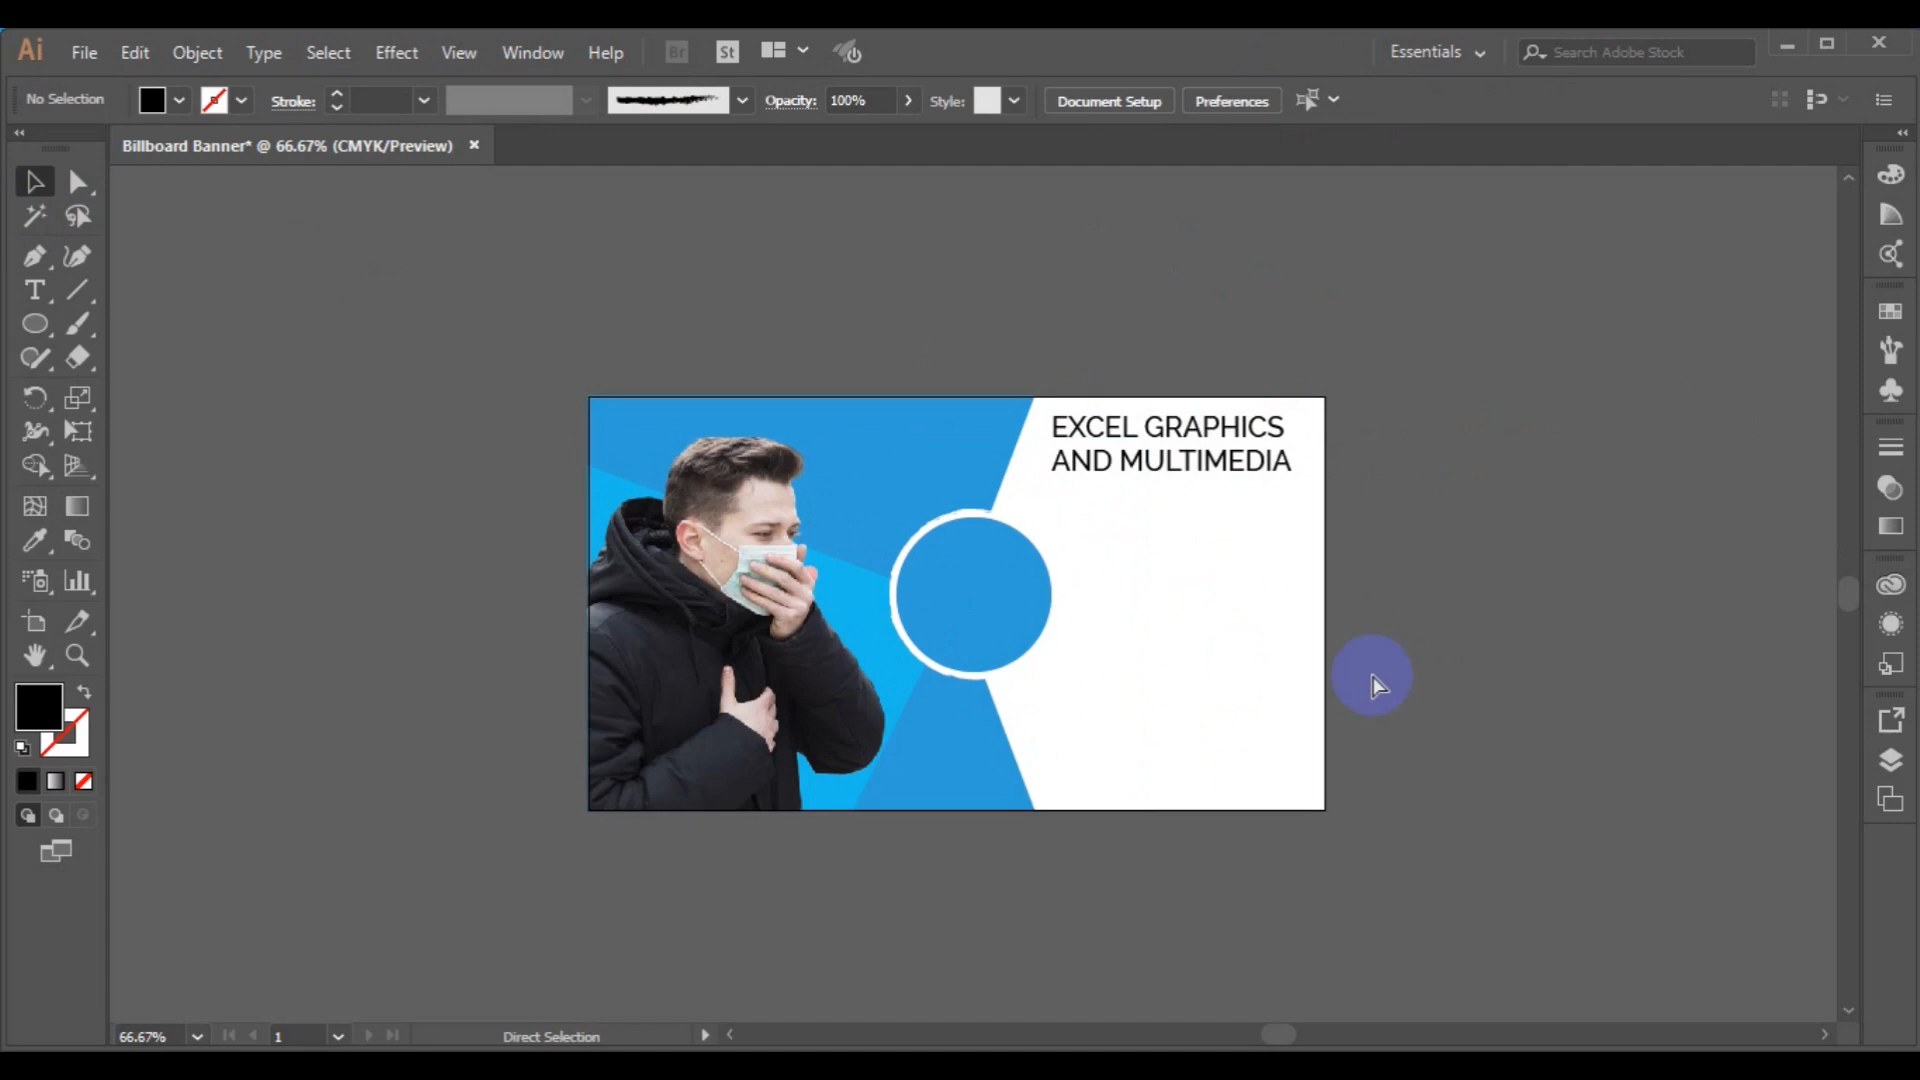 Ai File Edit Object Type Select Effect View Window Help Br St Essentials Search Adobe Stock
No Selection Stroke: Opacity: 100% Style: Document Setup Preferences
Billboard Banner* @ 66.67% (CMYK/Preview)
EXCEL GRAPHICS
AND MULTIMEDIA
66.67% 1 Direct Selection